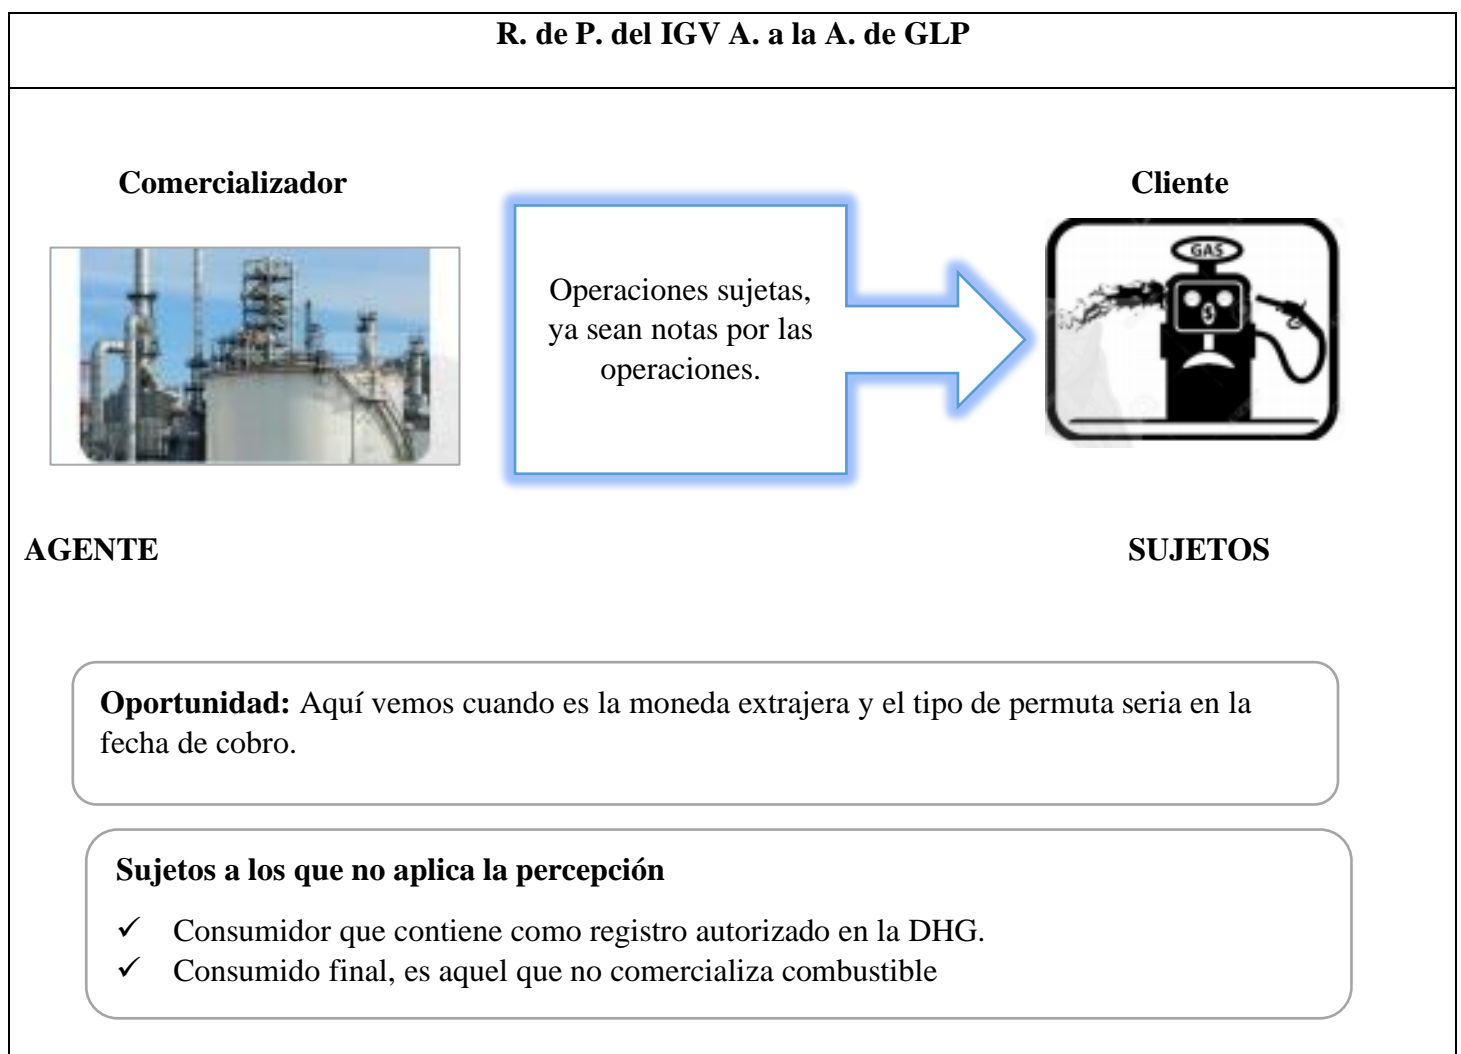 R. de P. del IGV A. a la A. de GLP
Comercializador
Cliente
Operaciones sujetas,
ya sean notas por las
operaciones.
GAS
$
AGENTE
SUJETOS
Oportunidad: Aquí vemos cuando es la moneda extrajera y el tipo de permuta seria en la
fecha de cobro.
Sujetos a los que no aplica la percepción
✓ Consumidor que contiene como registro autorizado en la DHG.
✓ Consumido final, es aquel que no comercializa combustible